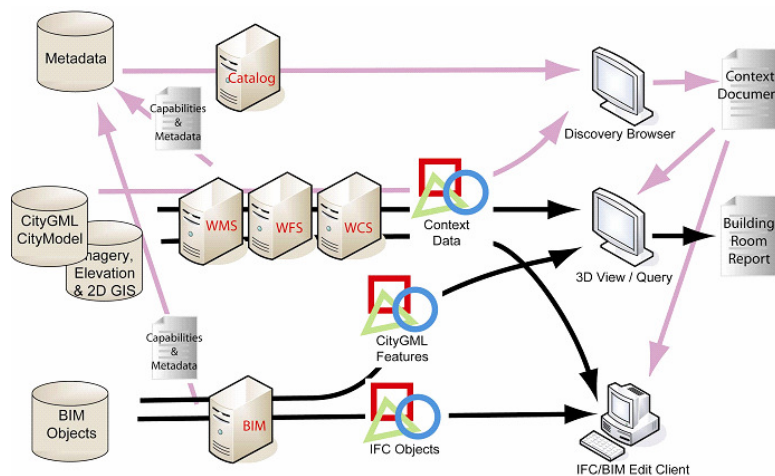 Metadata
Catalog
Capabilities
&
Metadata
Discovery Browser
Context
Documen
CityGML
CityModel
Imagery,
Elevation
& 2D GIS
WMS
WFS
WCS
Context
Data
3D View / Query
Building
Room
Report
Capabilities
&
Metadata
CityGML
Features
BIM
Objects
BIM
IFC Objects
IFC/BIM Edit Client